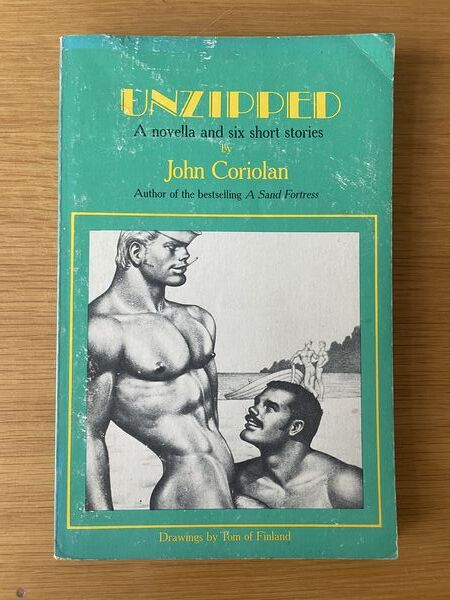 UNZIPPED
A novella and six short stories
by
John Coriolan
Author of the bestselling A Sand Fortress
Drawings by Tom of Finland